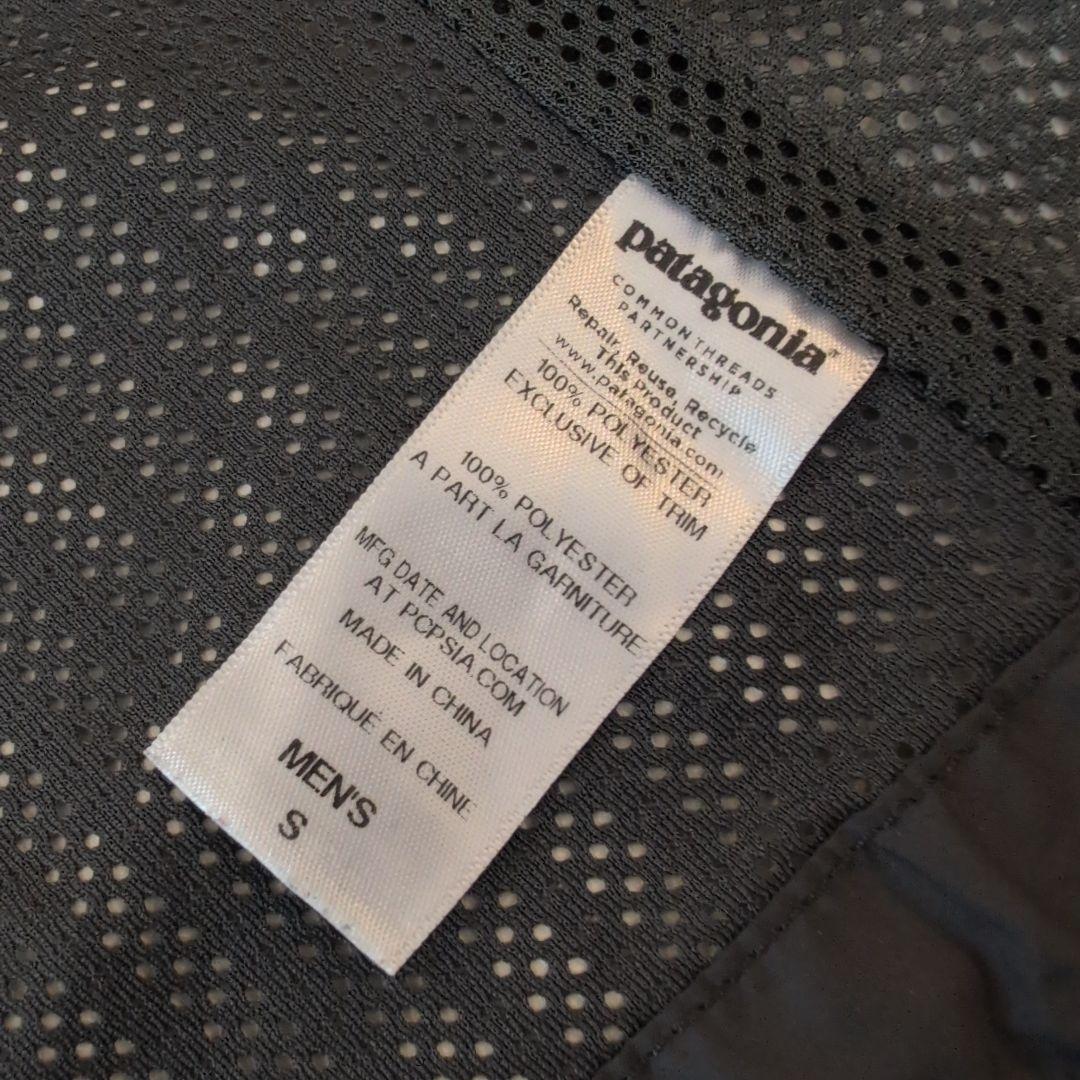 patagonia
COMMON THREADS
PARTNERSHIP
Repair, Reuse, Recycle
This Product
www.patagonia.com
100% POLYESTER
EXCLUSIVE OF TRIM
100% POLYESTER
A PART LA GARNITURE
MFG DATE AND LOCATION
AT PCPSIA.COM
MADE IN CHINA
FABRIQUÉ EN CHINE
MEN'S
S